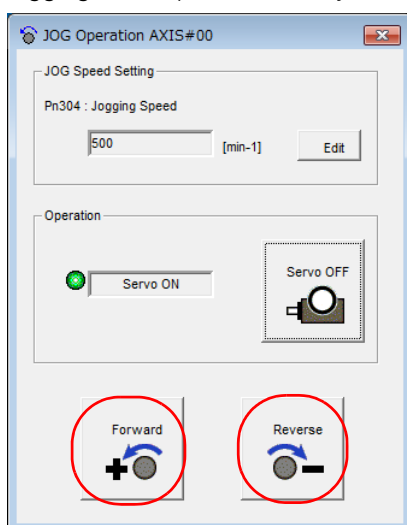 JOG Operation AXIS#00
JOG Speed Setting
Pn304 : Jogging Speed
500 [min-1] Edit
Operation
Servo ON
Servo OFF
Forward Reverse